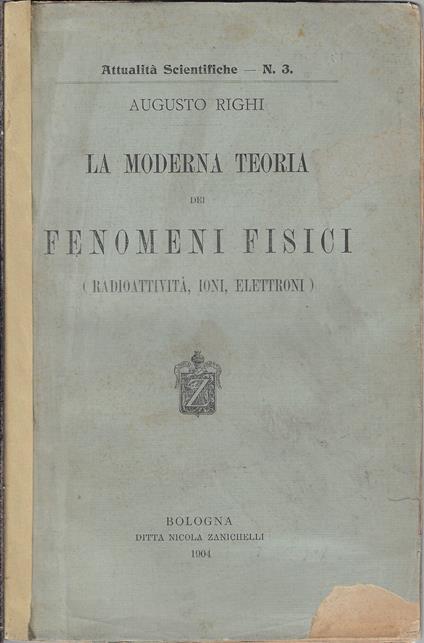 Attualità Scientifiche — N. 3.
AUGUSTO RIGHI
LA MODERNA TEORIA
DEI
FENOMENI FISICI
( RADIOATTIVITÀ, IONI, ELETTRONI )
Z
BOLOGNA
DITTA NICOLA ZANICHELLI
1904